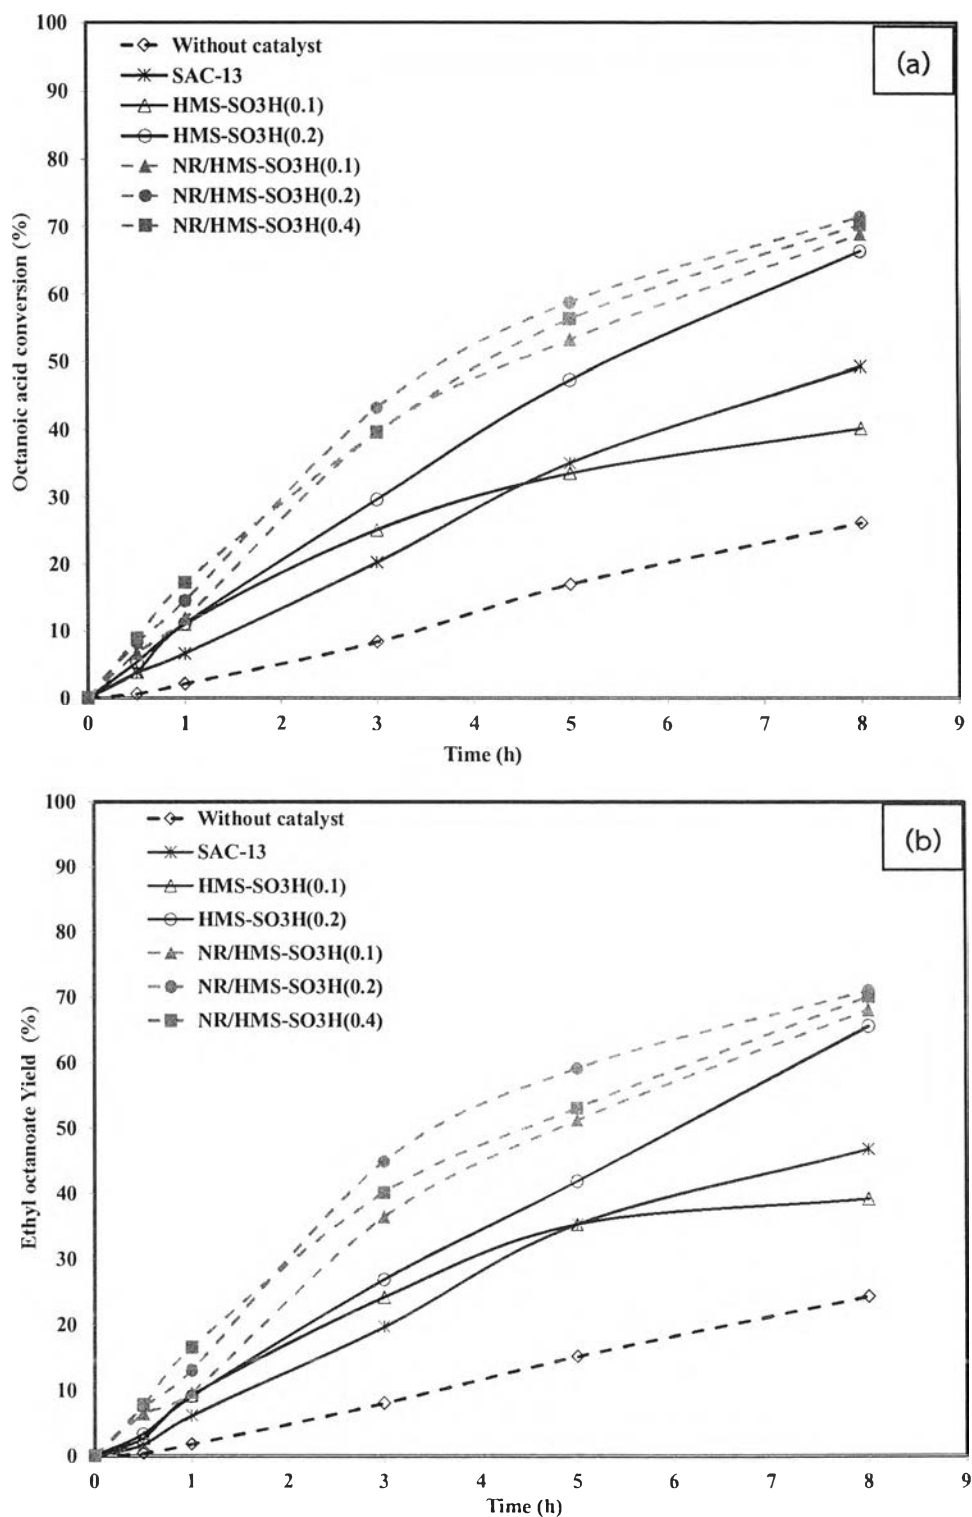 100
90
80
70
60
50
40
30
20
10
0
Octanoic acid conversion (%)
Without catalyst
SAC-13
HMS-SO3H(0.1)
HMS-SO3H(0.2)
NR/HMS-SO3H(0.1)
NR/HMS-SO3H(0.2)
NR/HMS-SO3H(0.4)
(a)
0 1 2 3 4 5 6 7 8 9
Time (h)
100
90
80
70
60
50
40
30
20
10
0
Ethyl octanoate Yield (%)
Without catalyst
SAC-13
HMS-SO3H(0.1)
HMS-SO3H(0.2)
NR/HMS-SO3H(0.1)
NR/HMS-SO3H(0.2)
NR/HMS-SO3H(0.4)
(b)
0 1 2 3 4 5 6 7 8 9
Time (h)